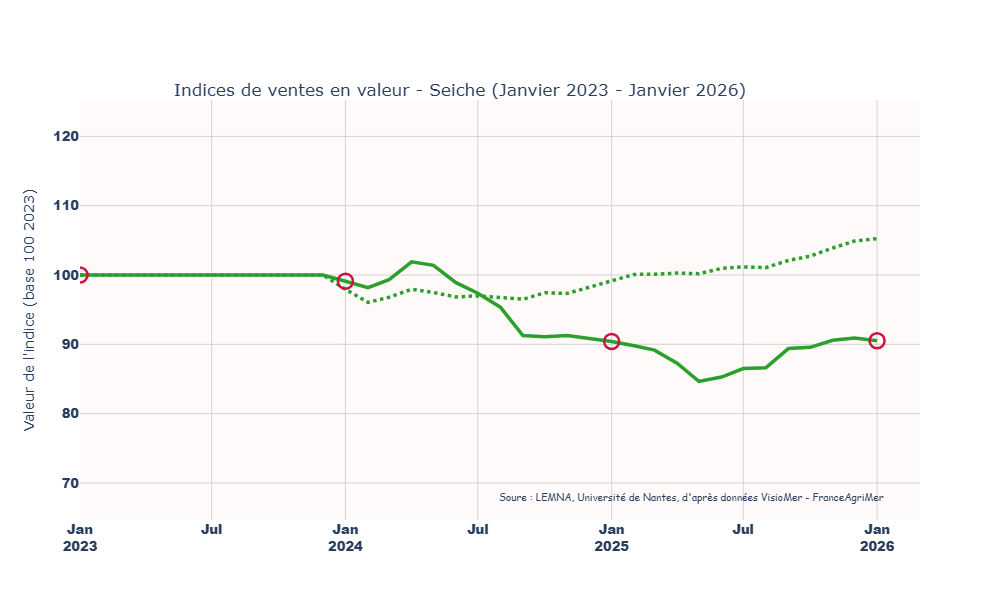 Indices de ventes en valeur - Seiche (Janvier 2023 - Janvier 2026)
Valeur de l'indice (base 100 2023)
120
110
100
90
80
70
Soure : LEMNA, Université de Nantes, d'après données VisioMer - FranceAgriMer
Jan Jul Jan Jul Jan Jul Jan
2023 2024 2025 2026